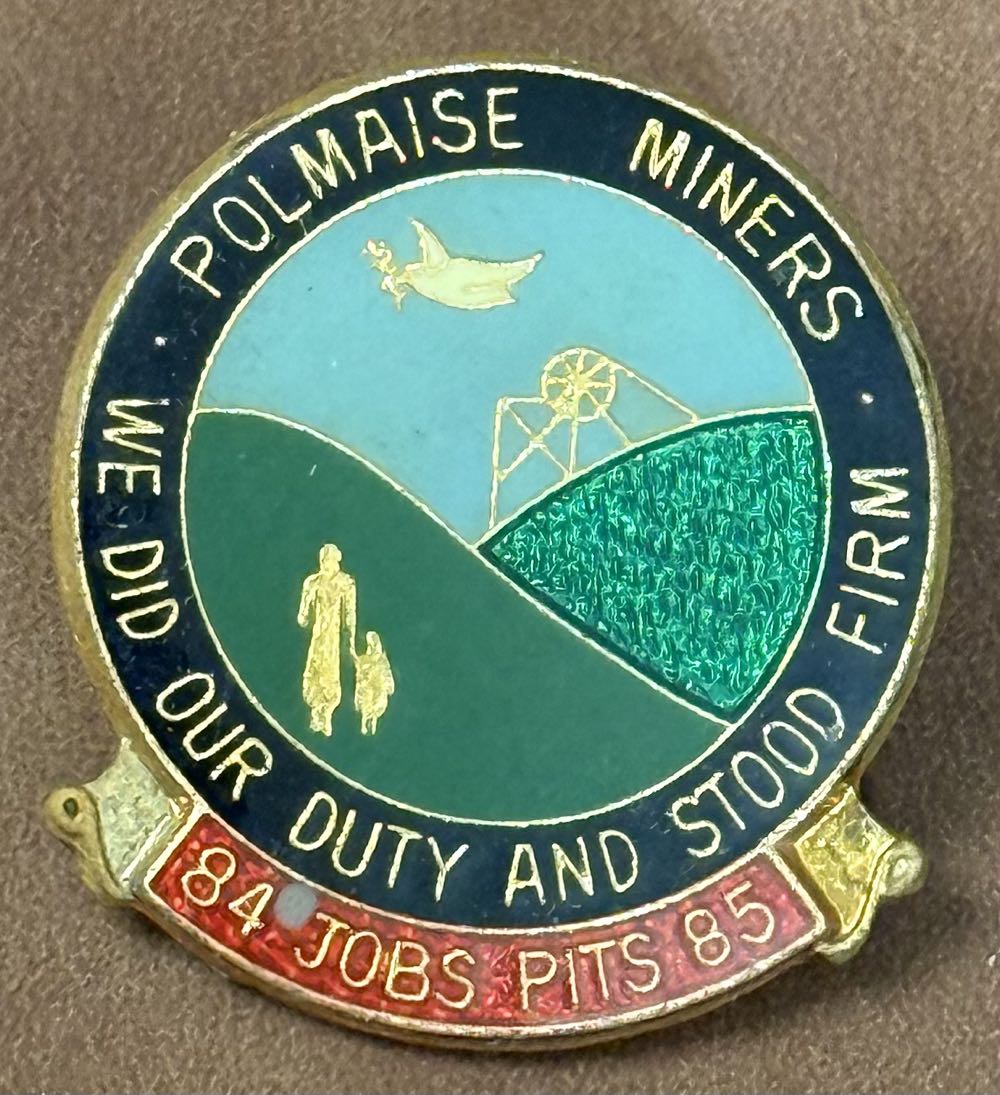 POLMAISE MINERS
WE DID OUR DUTY AND STOOD FIRM
84 JOBS PITS 85